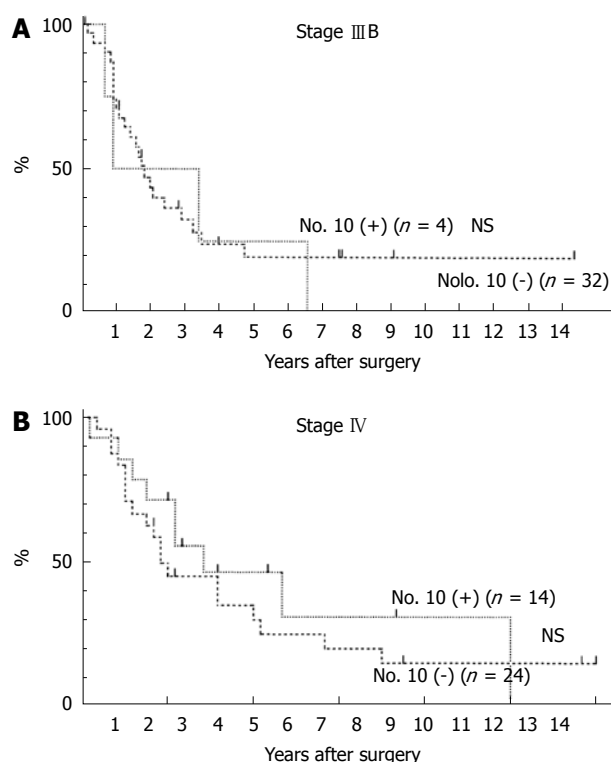 A
Stage ⅢB
100
50
0
%
No. 10 (+) (n = 4) NS
Nolo. 10 (-) (n = 32)
1 2 3 4 5 6 7 8 9 10 11 12 13 14
Years after surgery
B
Stage Ⅳ
100
50
0
%
No. 10 (+) (n = 14)
NS
No. 10 (-) (n = 24)
1 2 3 4 5 6 7 8 9 10 11 12 13 14
Years after surgery